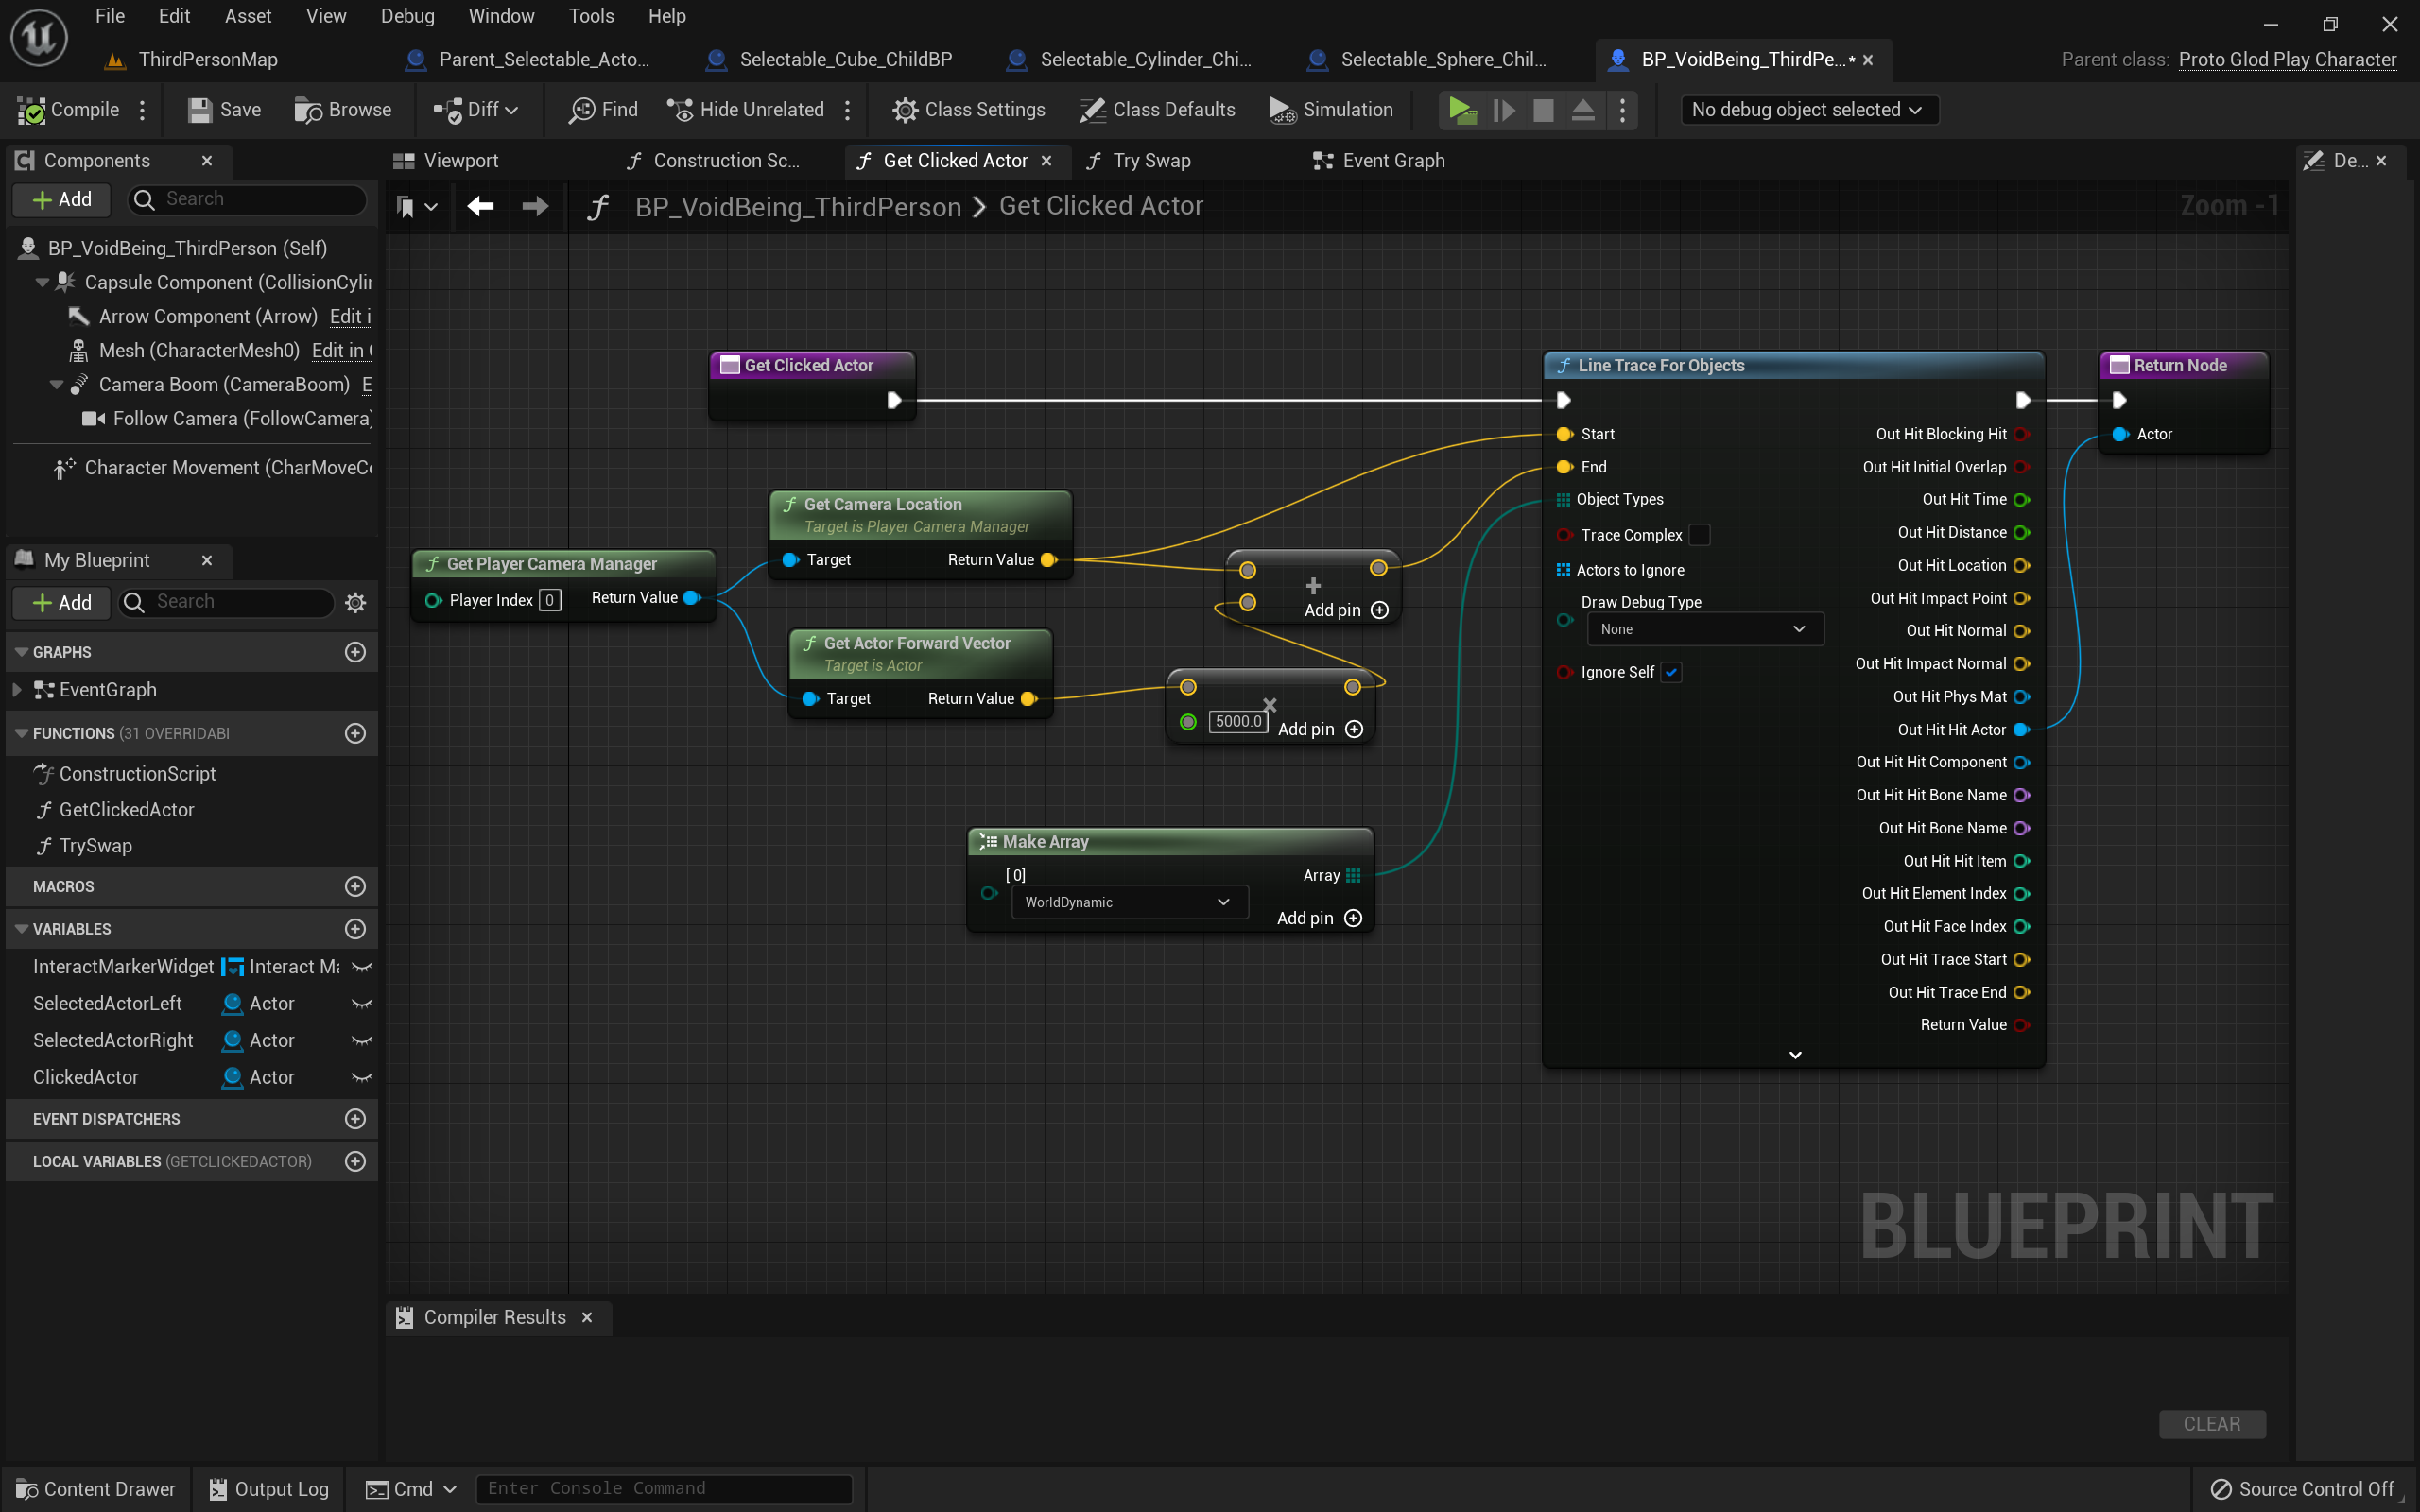 File Edit Asset View Debug Window Tools Help
ThirdPersonMap
Parent_Selectable_Acto...
Selectable_Cube_ChildBP
Selectable_Cylinder_Chi...
Selectable_Sphere_Chil...
BP_VoidBeing_ThirdPe...*
Parent class: Proto Glod Play Character
Compile Save Browse Diff Find Hide Unrelated Class Settings Class Defaults Simulation No debug object selected
Components
Viewport Construction Sc... Get Clicked Actor Try Swap Event Graph De...
Add Search
BP_VoidBeing_ThirdPerson > Get Clicked Actor
Zoom -1
BP_VoidBeing_ThirdPerson (Self)
Capsule Component (CollisionCylin
Arrow Component (Arrow) Edit i
Mesh (CharacterMesh0) Edit in C
Camera Boom (CameraBoom) E
Follow Camera (FollowCamera)
Character Movement (CharMoveCo
My Blueprint
Add Search
GRAPHS
EventGraph
FUNCTIONS (31 OVERRIDABL
ConstructionScript
GetClickedActor
TrySwap
MACROS
VARIABLES
InteractMarkerWidget Interact Ma
SelectedActorLeft Actor
SelectedActorRight Actor
ClickedActor Actor
EVENT DISPATCHERS
LOCAL VARIABLES (GETCLICKEDACTOR)
Get Clicked Actor
Get Player Camera Manager
Player Index 0 Return Value
Get Camera Location
Target is Player Camera Manager
Target Return Value
Get Actor Forward Vector
Target is Actor
Target Return Value
+
Add pin
×
5000.0 Add pin
Make Array
[0] Array
WorldDynamic
Add pin
Line Trace For Objects
Start
End
Object Types
Trace Complex
Actors to Ignore
Draw Debug Type
None
Ignore Self
Out Hit Blocking Hit
Out Hit Initial Overlap
Out Hit Time
Out Hit Distance
Out Hit Location
Out Hit Impact Point
Out Hit Normal
Out Hit Impact Normal
Out Hit Phys Mat
Out Hit Hit Actor
Out Hit Hit Component
Out Hit Hit Bone Name
Out Hit Bone Name
Out Hit Hit Item
Out Hit Element Index
Out Hit Face Index
Out Hit Trace Start
Out Hit Trace End
Return Value
Return Node
Actor
BLUEPRINT
Compiler Results
CLEAR
Content Drawer Output Log Cmd Enter Console Command Source Control Off